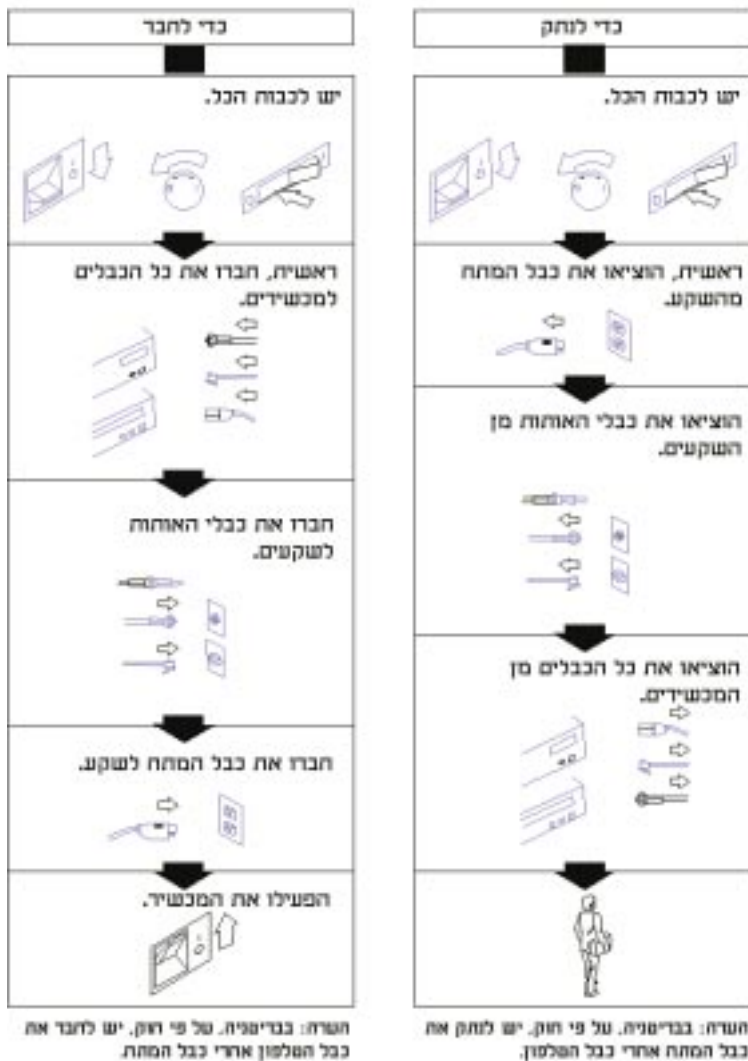 כדי לנתק
יש לכבות הכל.
ראשית, הוציאו את כבל המתח
מהשקע.
הוציאו את כבלי האותות מן
השקעים.
הוציאו את כל הכבלים מן
המכשירים.
הערה: בבריטניה, על פי חוק, יש לנתק את
כבל המתח אחרי כבל הטלפון.
כדי לחבר
יש לכבות הכל.
ראשית, חברו את כל הכבלים
למכשירים.
חברו את כבלי האותות
לשקעים.
חברו את כבל המתח לשקע.
הפעילו את המכשיר.
הערה: בבריטניה, על פי חוק, יש לחבר את
כבל הטלפון אחרי כבל המתח.